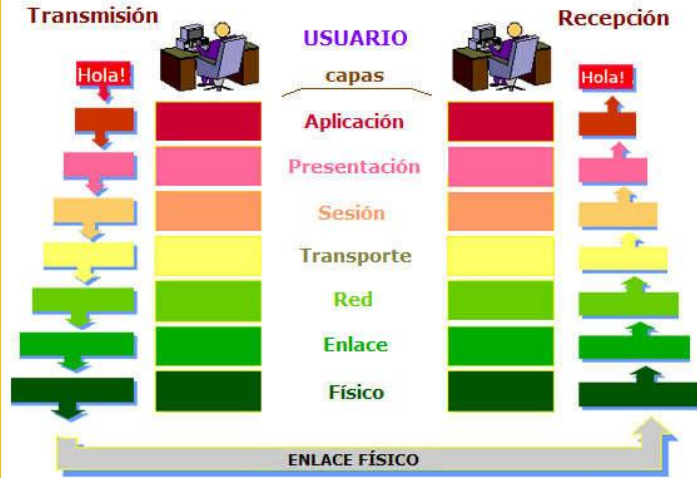 Transmisión
Recepción
USUARIO
capas
Hola!
Hola!
Aplicación
Presentación
Sesión
Transporte
Red
Enlace
Físico
ENLACE FÍSICO